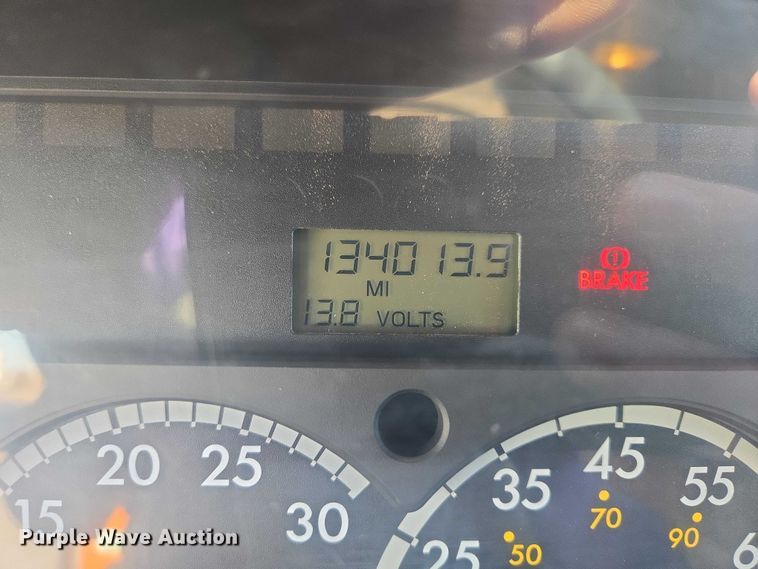 134013.9
MI
13.8 VOLTS
BRAKE
15 20 25 30
25 35 45 55
50 70 90
Purple Wave Auction